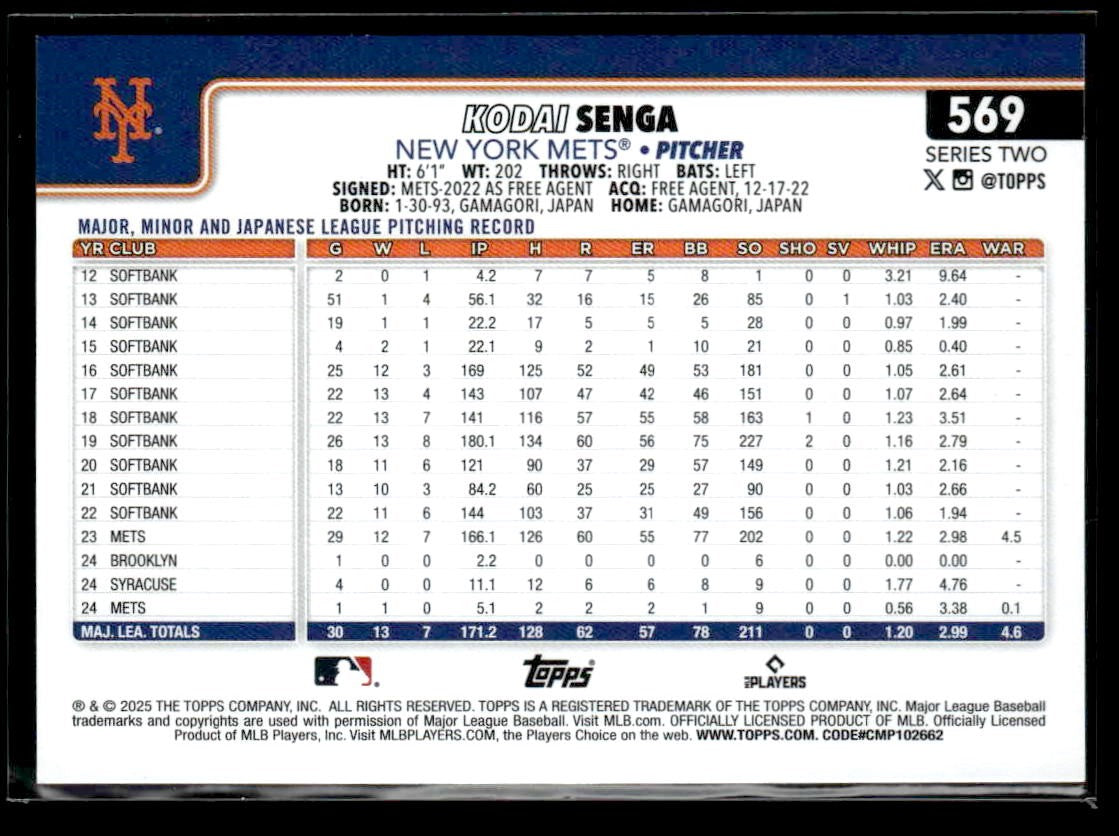 NY
KODAI SENGA
569
NEW YORK METS® • PITCHER
SERIES TWO
HT: 6'1" WT: 202 THROWS: RIGHT BATS: LEFT
@TOPPS
SIGNED: METS-2022 AS FREE AGENT ACQ: FREE AGENT, 12-17-22
BORN: 1-30-93, GAMAGORI, JAPAN HOME: GAMAGORI, JAPAN
MAJOR, MINOR AND JAPANESE LEAGUE PITCHING RECORD
YR CLUB G W L IP H R ER BB SO SHO SV WHIP ERA WAR
12 SOFTBANK 2 0 1 4.2 7 7 5 8 1 0 0 3.21 9.64 -
13 SOFTBANK 51 1 4 56.1 32 16 15 26 85 0 1 1.03 2.40 -
14 SOFTBANK 19 1 1 22.2 17 5 5 5 28 0 0 0.97 1.99 -
15 SOFTBANK 4 2 1 22.1 9 2 1 10 21 0 0 0.85 0.40 -
16 SOFTBANK 25 12 3 169 125 52 49 53 181 0 0 1.05 2.61 -
17 SOFTBANK 22 13 4 143 107 47 42 46 151 0 0 1.07 2.64 -
18 SOFTBANK 22 13 7 141 116 57 55 58 163 1 0 1.23 3.51 -
19 SOFTBANK 26 13 8 180.1 134 60 56 75 227 2 0 1.16 2.79 -
20 SOFTBANK 18 11 6 121 90 37 29 57 149 0 0 1.21 2.16 -
21 SOFTBANK 13 10 3 84.2 60 25 25 27 90 0 0 1.03 2.66 -
22 SOFTBANK 22 11 6 144 103 37 31 49 156 0 0 1.06 1.94 -
23 METS 29 12 7 166.1 126 60 55 77 202 0 0 1.22 2.98 4.5
24 BROOKLYN 1 0 0 2.2 0 0 0 0 6 0 0 0.00 0.00 -
24 SYRACUSE 4 0 0 11.1 12 6 6 8 9 0 0 1.77 4.76 -
24 METS 1 1 0 5.1 2 2 2 1 9 0 0 0.56 3.38 0.1
MAJ. LEA. TOTALS 30 13 7 171.2 128 62 57 78 211 0 0 1.20 2.99 4.6
topps® MLB PLAYERS
® & © 2025 THE TOPPS COMPANY, INC. ALL RIGHTS RESERVED. TOPPS IS A REGISTERED TRADEMARK OF THE TOPPS COMPANY, INC. Major League Baseball
trademarks and copyrights are used with permission of Major League Baseball. Visit MLB.com. OFFICIALLY LICENSED PRODUCT OF MLB. Officially Licensed
Product of MLB Players, Inc. Visit MLBPLAYERS.COM, the Players Choice on the web. WWW.TOPPS.COM. CODE#CMP102662